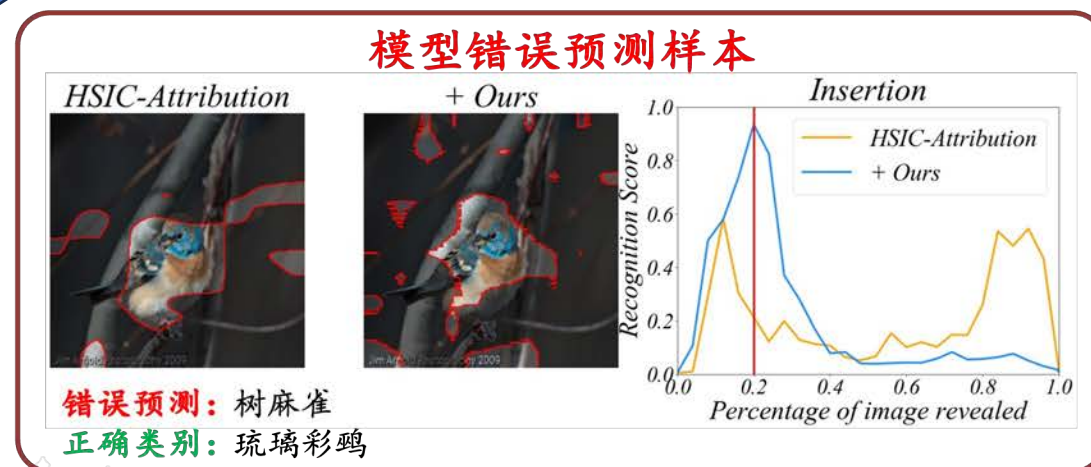 模型错误预测样本
HSIC-Attribution
+ Ours
Insertion
HSIC-Attribution
+ Ours
Recognition Score
1.0
0.8
0.6
0.4
0.2
0.0
0.0 0.2 0.4 0.6 0.8 1.0
Percentage of image revealed
2009
2009
错误预测：树麻雀
正确类别：琉璃彩鹀